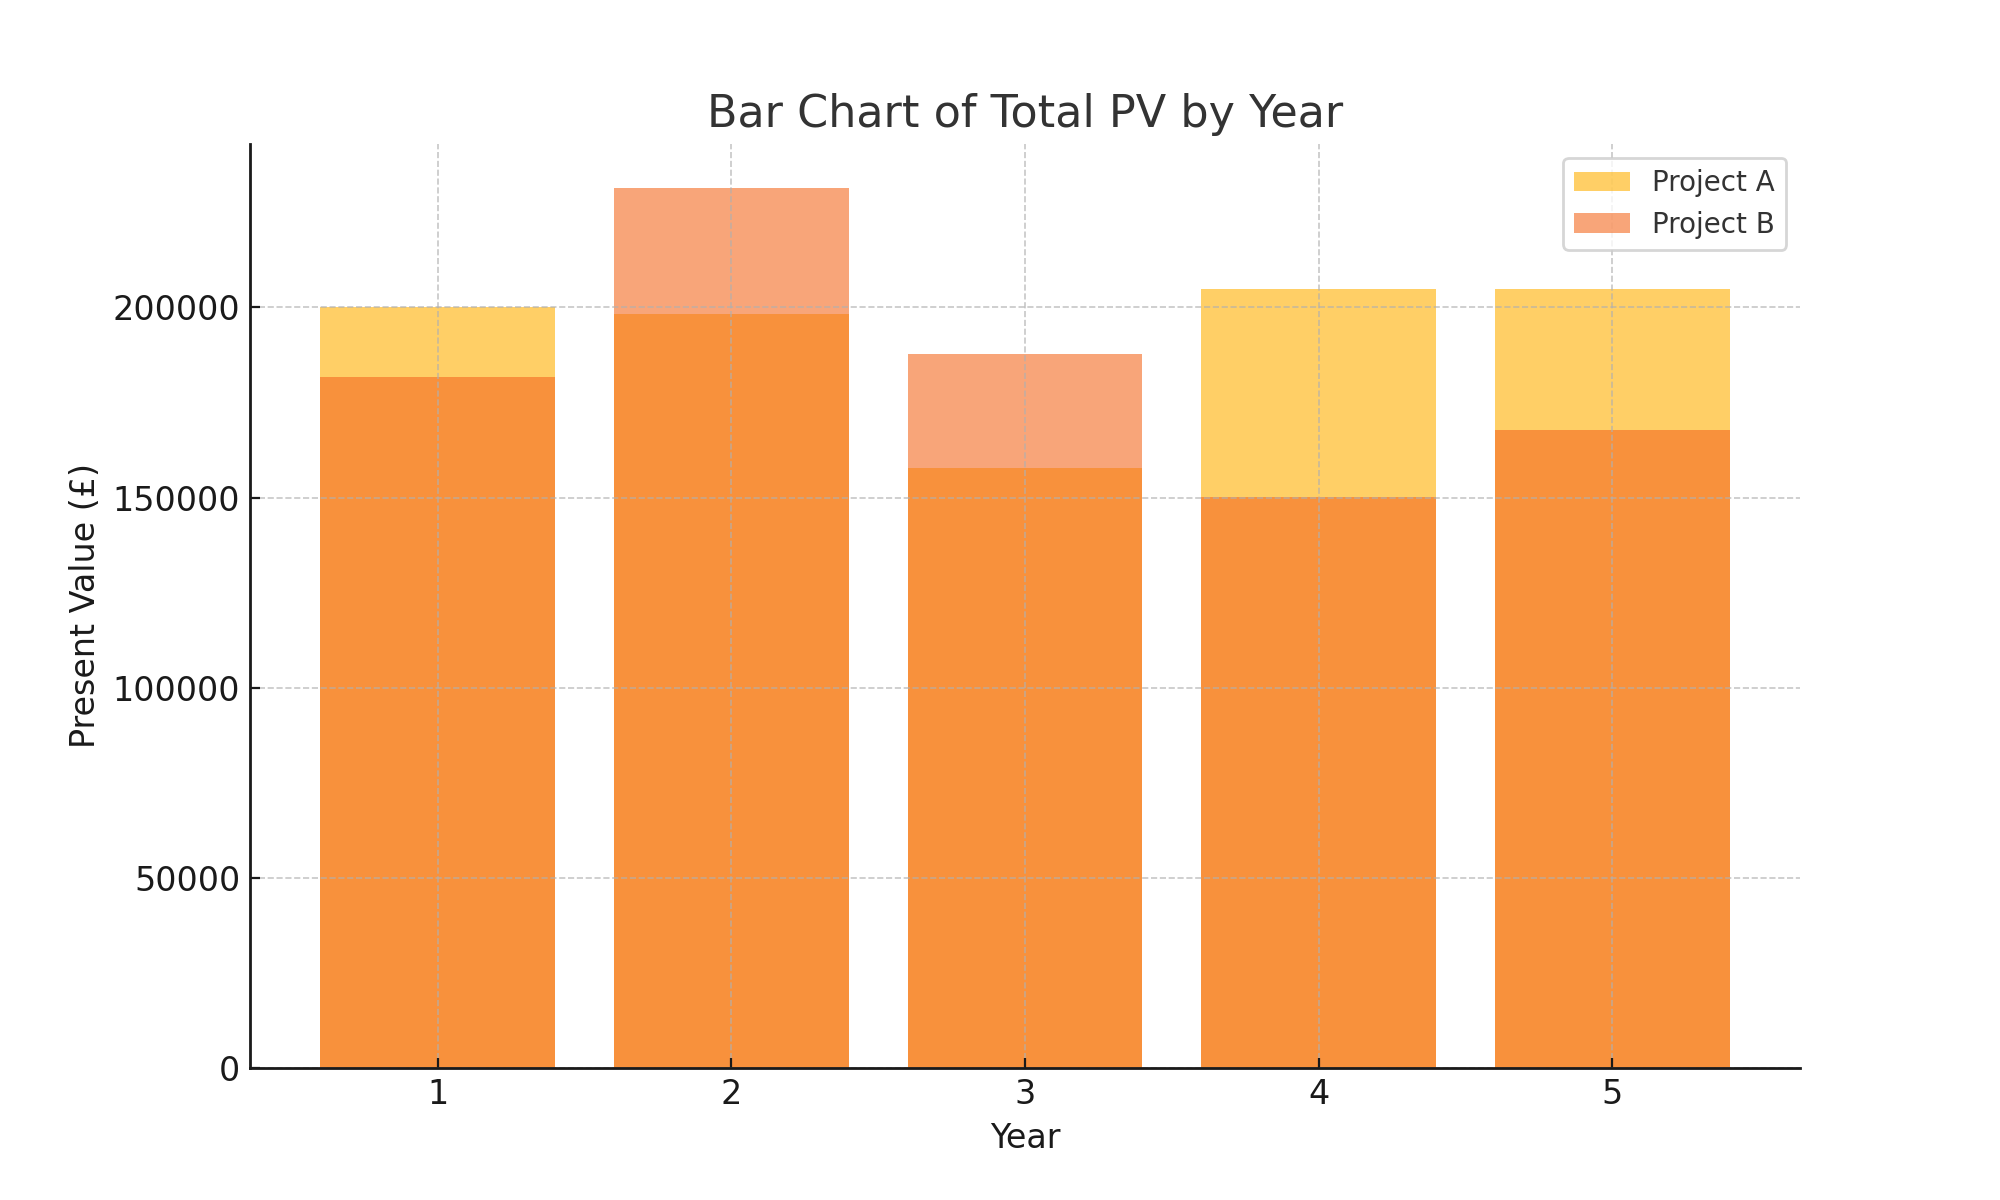 Bar Chart of Total PV by Year
Project A
Project B
Present Value (£)
200000
150000
100000
50000
0
1 2 3 4 5
Year